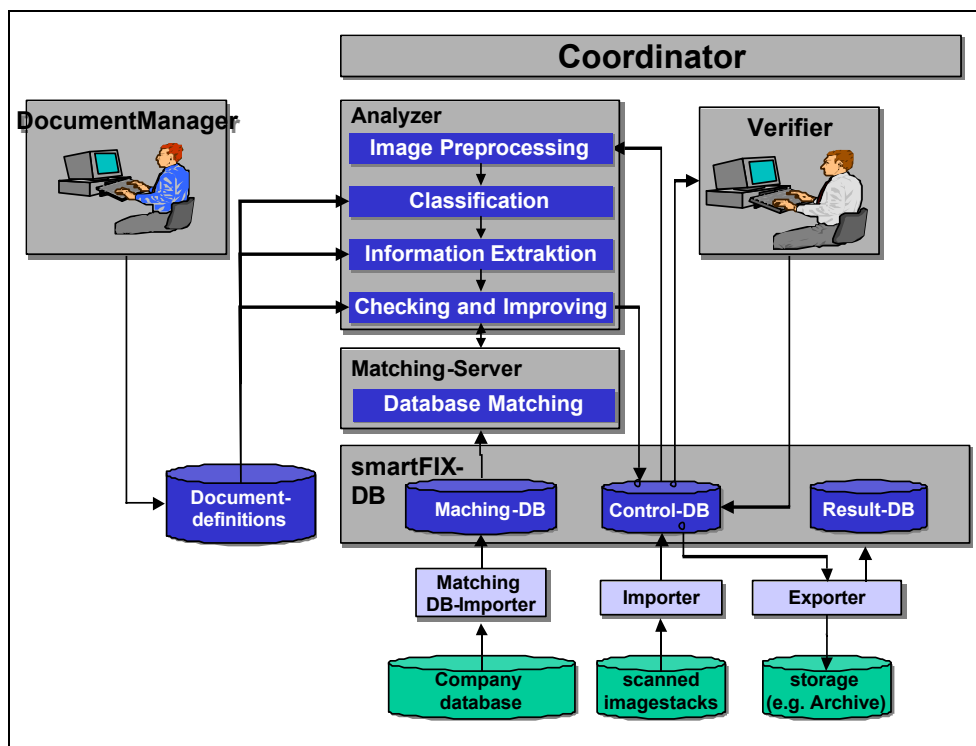 Coordinator
DocumentManager
Analyzer
Image Preprocessing
Classification
Information Extraktion
Checking and Improving
Verifier
Matching-Server
Database Matching
smartFIX-
DB
Document-
definitions
Maching-DB
Control-DB
Result-DB
Matching
DB-Importer
Importer
Exporter
Company
database
scanned
imagestacks
storage
(e.g. Archive)